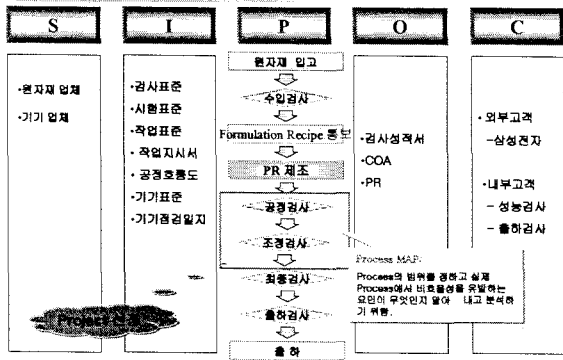 S
I
P
O
C
·원자재 업체
·기기 업체
·검사표준
·시험표준
·작업표준
·작업지시서
·공정흐름도
·기기표준
·기기점검일지
원자재 입고
수입검사
Formulation Recipe 통보
PR 제조
공정검사
조정검사
최종검사
출하검사
출 하
·검사성적서
·COA
·PR
·외부고객
-삼성전자
·내부고객
- 성능검사
- 출하검사
Process MAP:
Process의 범위를 정하고 실제
Process에서 비효율성을 유발하는
요인이 무엇인지 알아 내고 분석하
기 위함.
Project